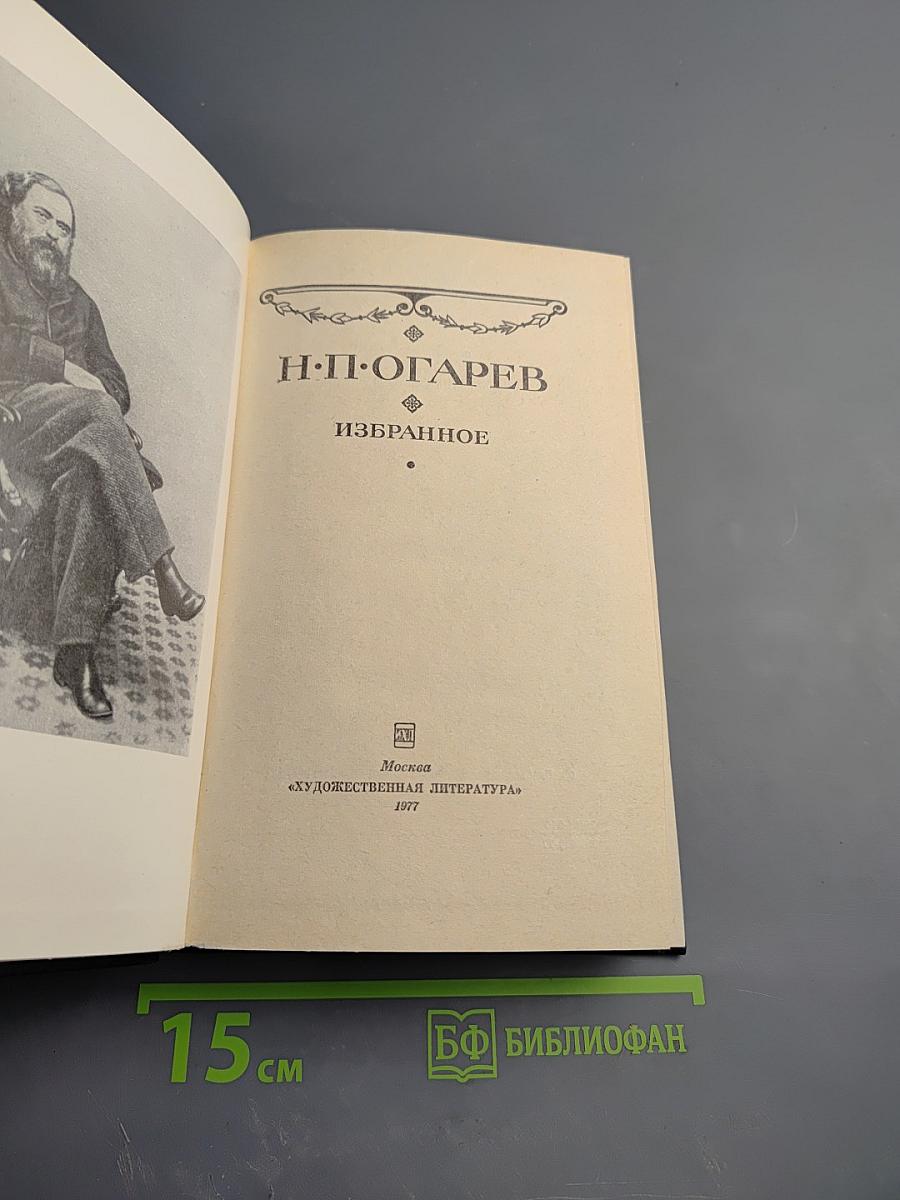 Н·П·ОГАРЕВ
ИЗБРАННОЕ
Москва
«ХУДОЖЕСТВЕННАЯ ЛИТЕРАТУРА»
1977
15 см
БФ БИБЛИОФАН